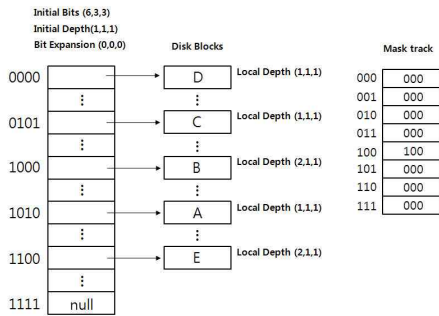 Initial Bits (6,3,3)
Initial Depth(1,1,1)
Bit Expansion (0,0,0)
Disk Blocks
Mask track
0000
D
Local Depth (1,1,1)
0101
C
Local Depth (1,1,1)
1000
B
Local Depth (2,1,1)
1010
A
Local Depth (1,1,1)
1100
E
Local Depth (2,1,1)
1111 null
000 000
001 000
010 000
011 000
100 100
101 000
110 000
111 000